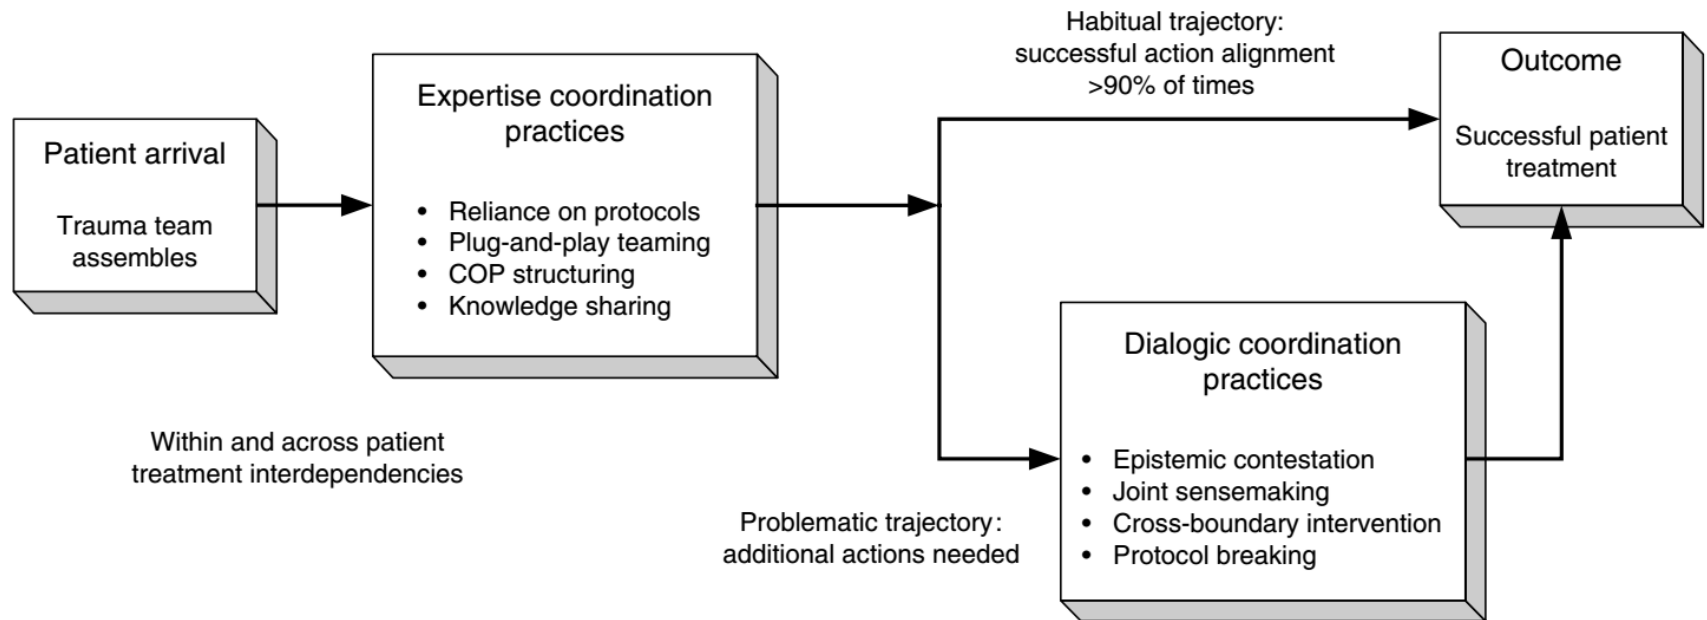 Patient arrival
Trauma team
assembles
Expertise coordination
practices
• Reliance on protocols
• Plug-and-play teaming
• COP structuring
• Knowledge sharing
Within and across patient
treatment interdependencies
Habitual trajectory:
successful action alignment
>90% of times
Outcome
Successful patient
treatment
Problematic trajectory:
additional actions needed
Dialogic coordination
practices
• Epistemic contestation
• Joint sensemaking
• Cross-boundary intervention
• Protocol breaking